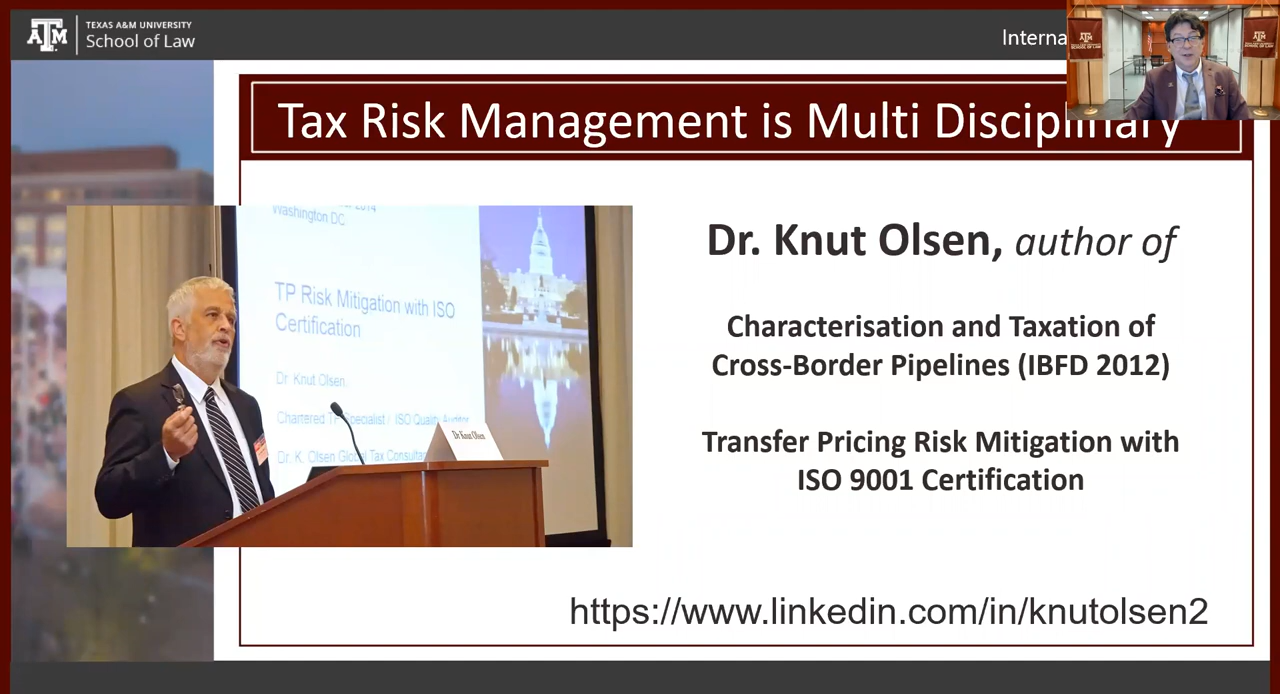 TEXAS A&M UNIVERSITY
School of Law
Interna
Tax Risk Management is Multi Disciplinary
Washington DC
TP Risk Mitigation with ISO
Certification
Dr. Knut Olsen,
Chartered TP Specialist / ISO Quality Auditor
Dr. K. Olsen Global Tax
Dr Knut Olsen
Dr. Knut Olsen, author of
Characterisation and Taxation of
Cross-Border Pipelines (IBFD 2012)
Transfer Pricing Risk Mitigation with
ISO 9001 Certification
https://www.linkedin.com/in/knutolsen2